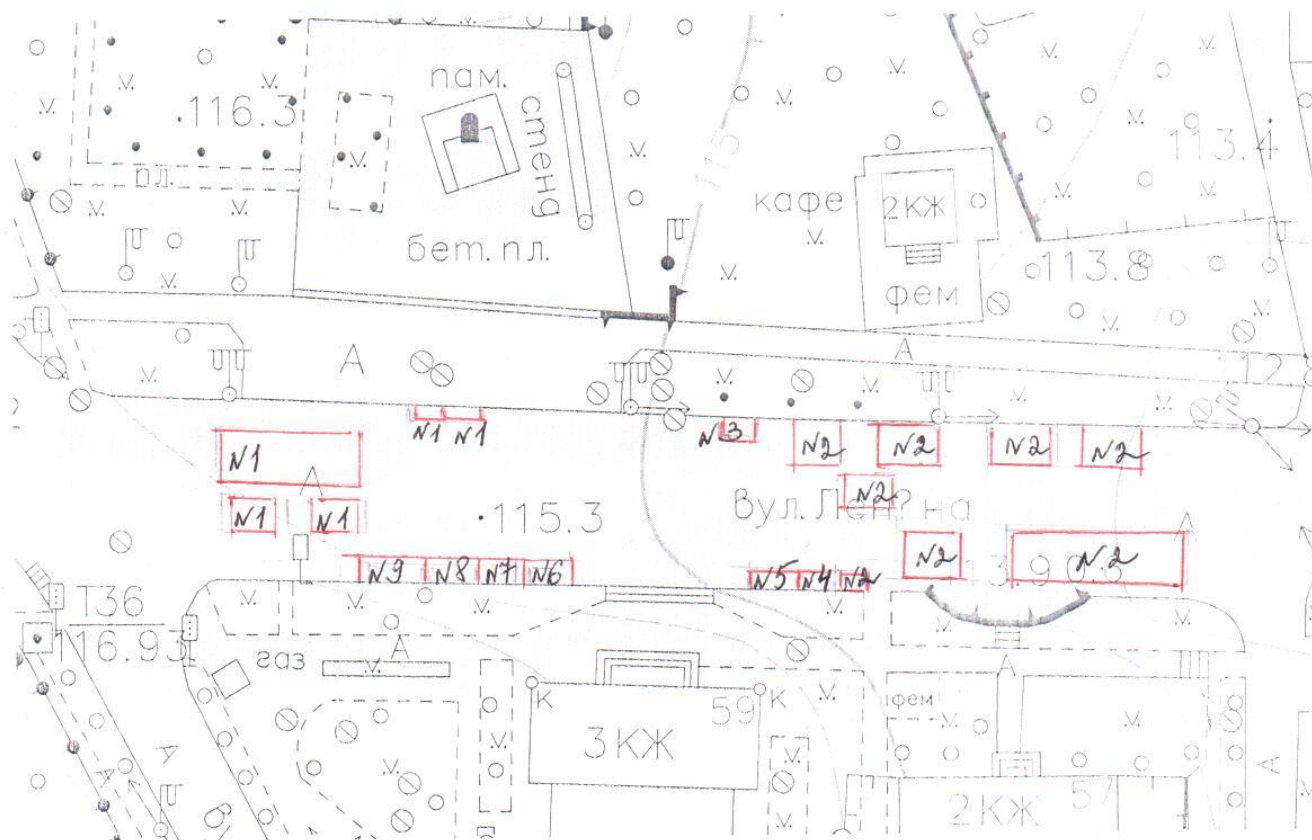 пам.
стенд
.116.3
115
113.4
пл.
кафе
2КЖ
бет.пл.
113.8
фем
А
А
N1 N1
N3
N2
N2
N2
N2
N1
N2
N1
N1
.115.3
Вул.Лен?на
А
N2
N2
N9
N8
N7
N6
N5
N4
N2
Т36
116.93
газ
А
А
фем
К
К
59
3КЖ
2КЖ
57
А
А
А